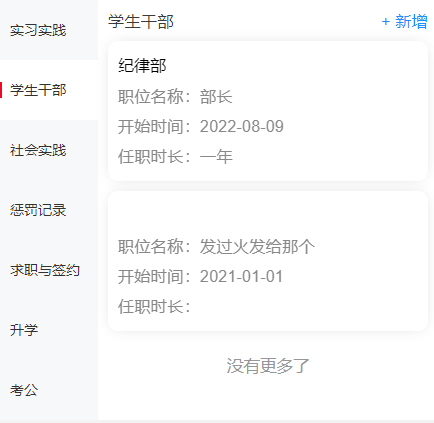 实习实践
学生干部
社会实践
惩罚记录
求职与签约
升学
考公
学生干部
+ 新增
纪律部
职位名称：部长
开始时间：2022-08-09
任职时长：一年
职位名称：发过火发给那个
开始时间：2021-01-01
任职时长：
没有更多了